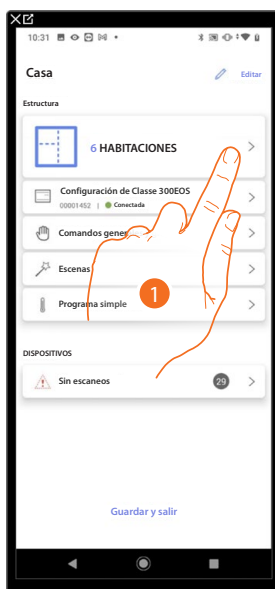 10:31
Casa
Editar
Estructura
6 HABITACIONES
Configuración de Classe 300EOS
00001452 | Conectada
Comandos gener
Escenas
1
Programa simple
DISPOSITIVOS
Sin escaneos
29
Guardar y salir